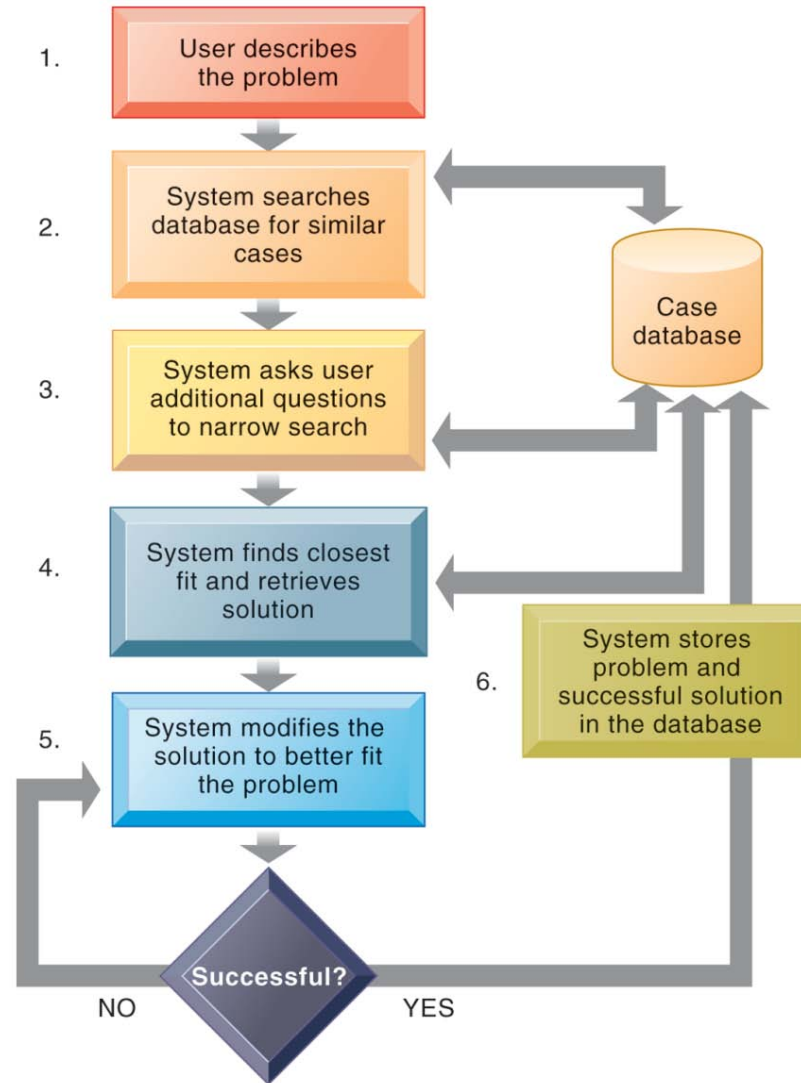 1.
User describes
the problem
2.
System searches
database for similar
cases
Case
database
3.
System asks user
additional questions
to narrow search
4.
System finds closest
fit and retrieves
solution
5.
System modifies the
solution to better fit
the problem
6.
System stores
problem and
successful solution
in the database
Successful?
NO
YES